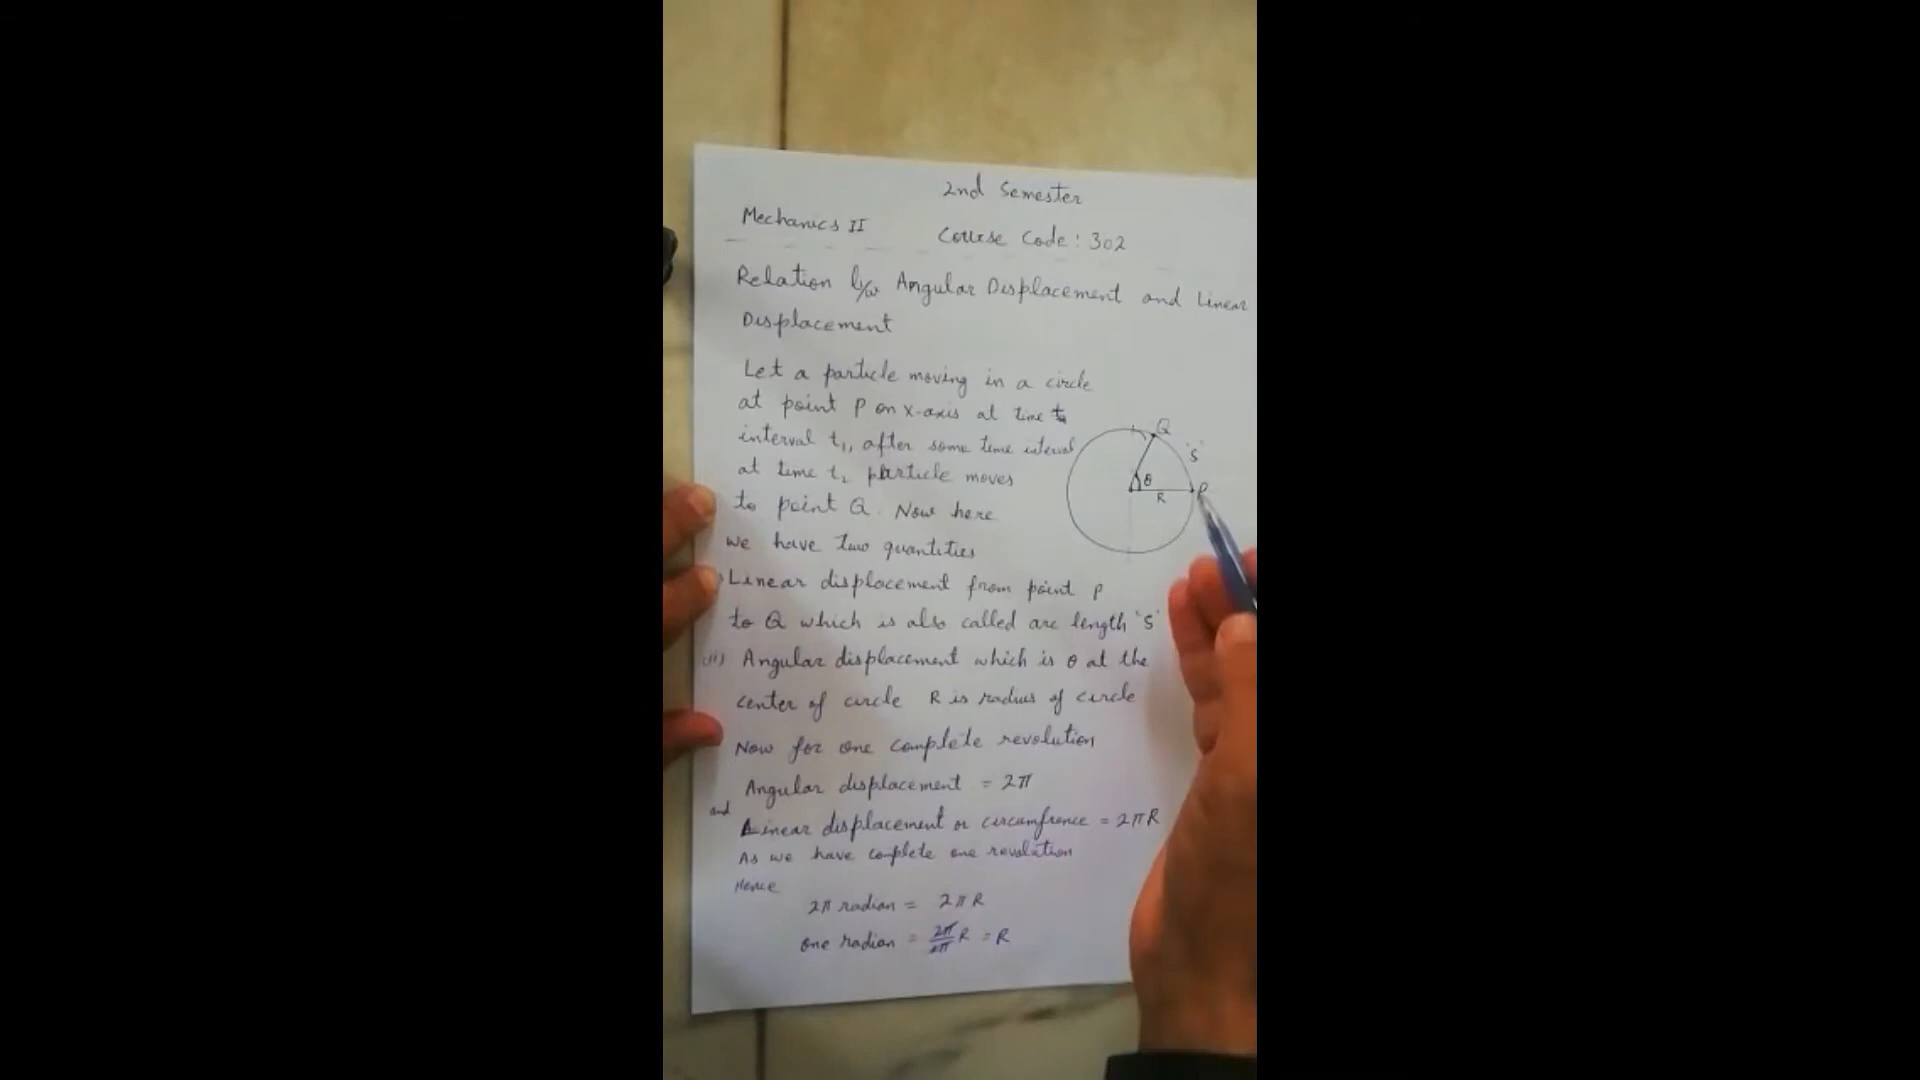 2nd Semester
Mechanics II
Course Code: 302
Relation b/w Angular Displacement and Linear
Displacement
Let a particle moving in a circle
at point P on x-axis at time
interval t₁, after some time interval
at time t₂ particle moves
to point Q. Now here
we have two quantities
Linear displacement from point P
to Q which is also called arc length 'S'
ii) Angular displacement which is θ at the
center of circle R is radius of circle
Now for one complete revolution
Angular displacement = 2π
and
Linear displacement or circumfrence = 2πR
As we have complete one revolution
Hence
2π radian = 2πR
one radian = 2π/2π R = R
Q
'S'
θ
R
P